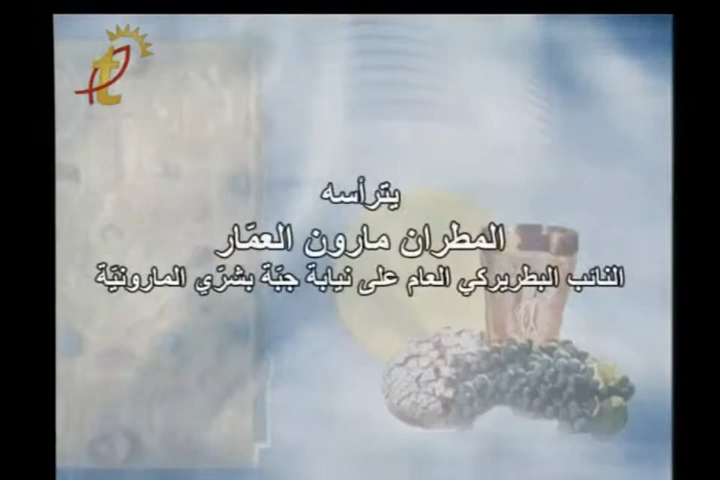 يترأسه
المطران مارون العمّار
النائب البطريركي العام على نيابة جبّة بشرّي المارونيّة